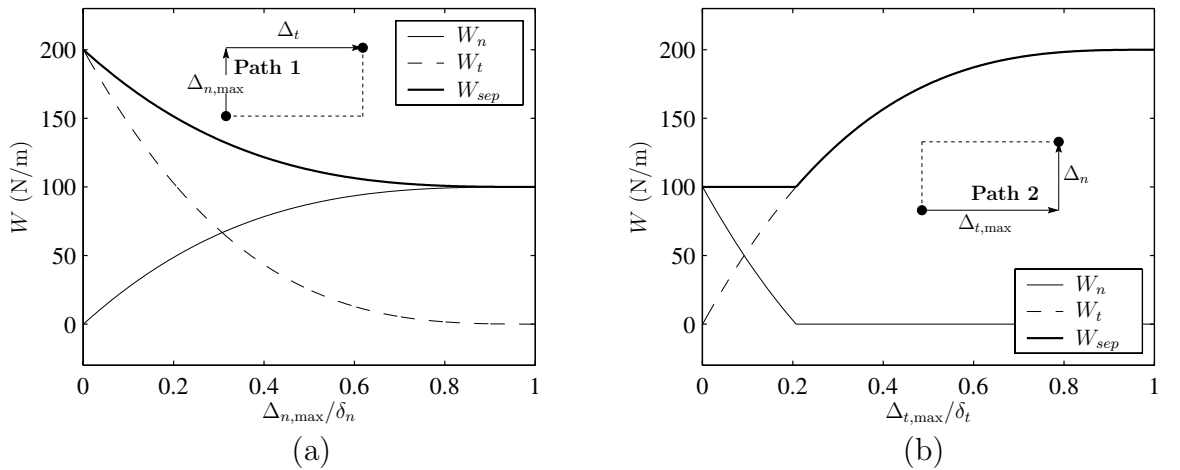 200
150
100
50
0
W (N/m)
0
0.2
0.4
0.6
0.8
1
Δn,max/δn
Δt
Path 1
Δn,max
Wn
Wt
Wsep
(a)
200
150
100
50
0
W (N/m)
0
0.2
0.4
0.6
0.8
1
Δt,max/δt
Δn
Path 2
Δt,max
Wn
Wt
Wsep
(b)